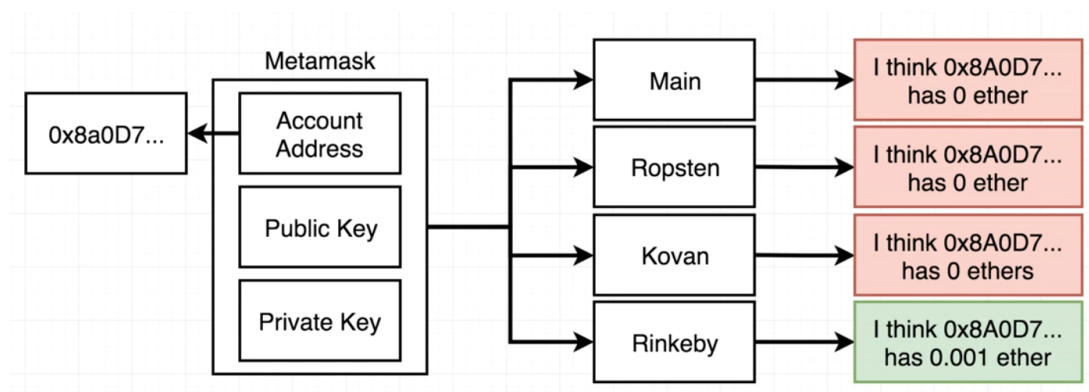 Metamask
0x8a0D7...
Account
Address
Public Key
Private Key
Main
Ropsten
Kovan
Rinkeby
I think 0x8A0D7...
has 0 ether
I think 0x8A0D7...
has 0 ether
I think 0x8A0D7...
has 0 ethers
I think 0x8A0D7...
has 0.001 ether